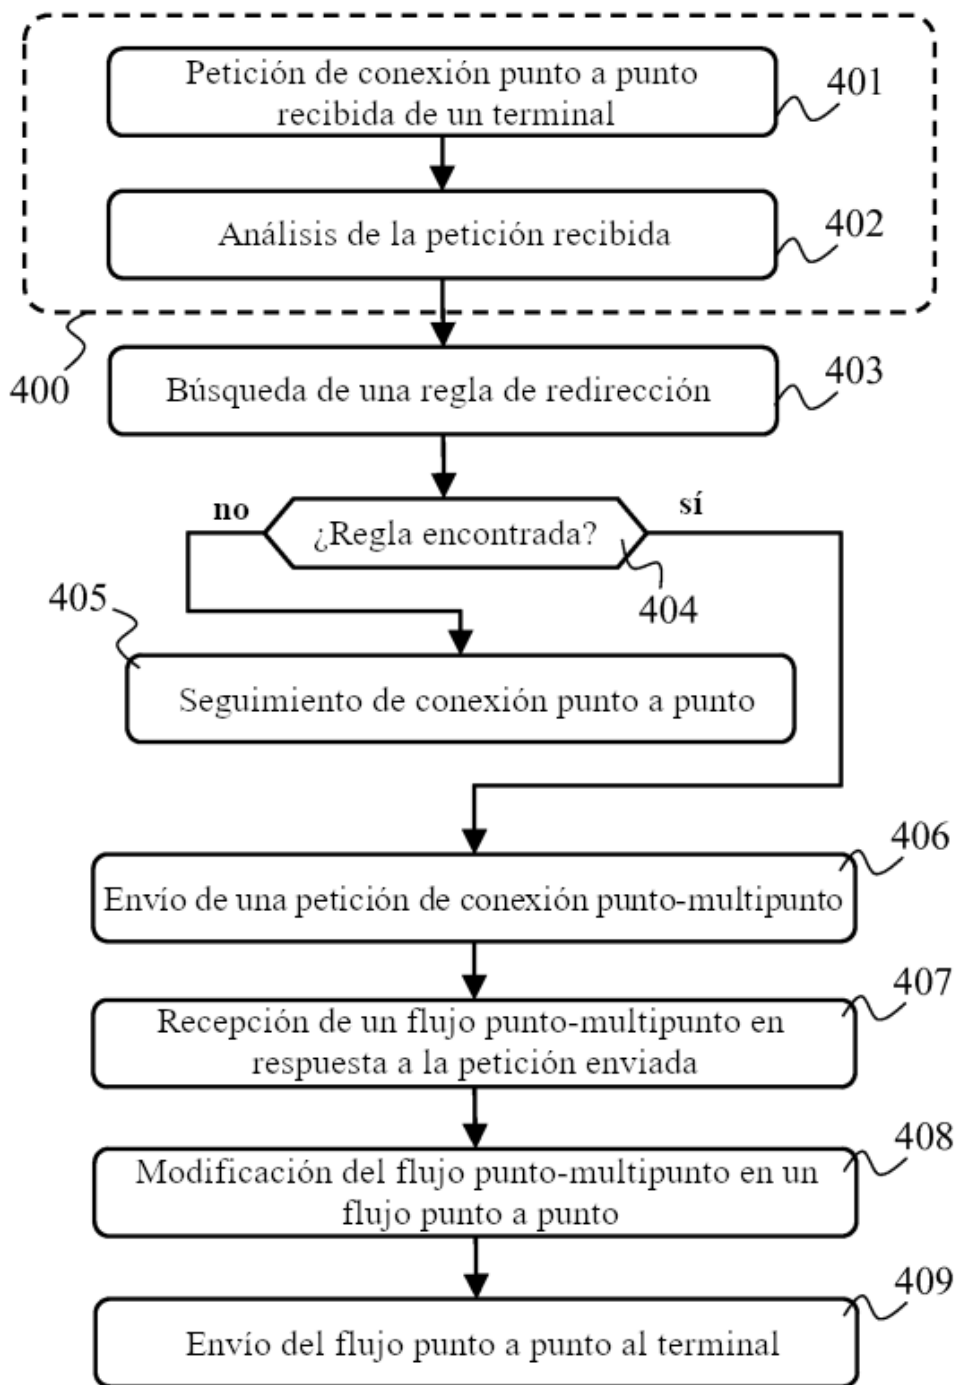 Petición de conexión punto a punto
recibida de un terminal
401
Análisis de la petición recibida
402
400
Búsqueda de una regla de redirección
403
no
¿Regla encontrada?
sí
404
405
Seguimiento de conexión punto a punto
406
Envío de una petición de conexión punto-multipunto
407
Recepción de un flujo punto-multipunto en
respuesta a la petición enviada
408
Modificación del flujo punto-multipunto en un
flujo punto a punto
409
Envío del flujo punto a punto al terminal